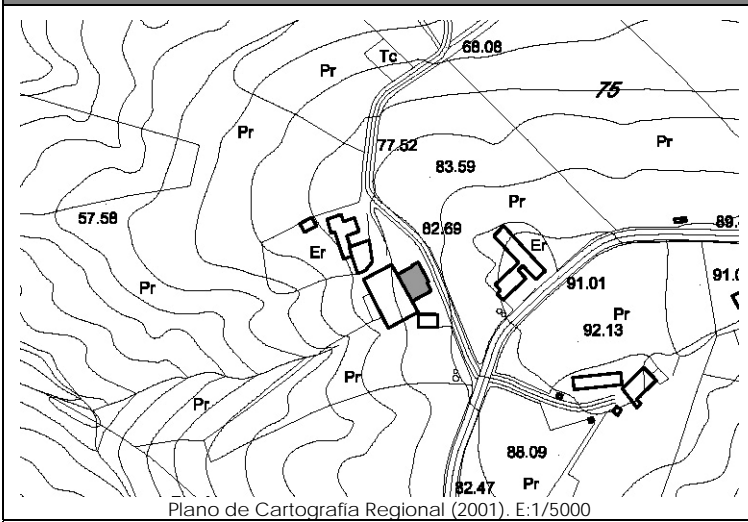 68.08
Tc
Pr
75
Pr
77.52
Pr
83.59
Pr
57.58
82.69
Er
Er
Pr
91.01
Pr
92.13
Pr
Pr
88.09
Pr
82.47
Plano de Cartografía Regional (2001). E:1/5000